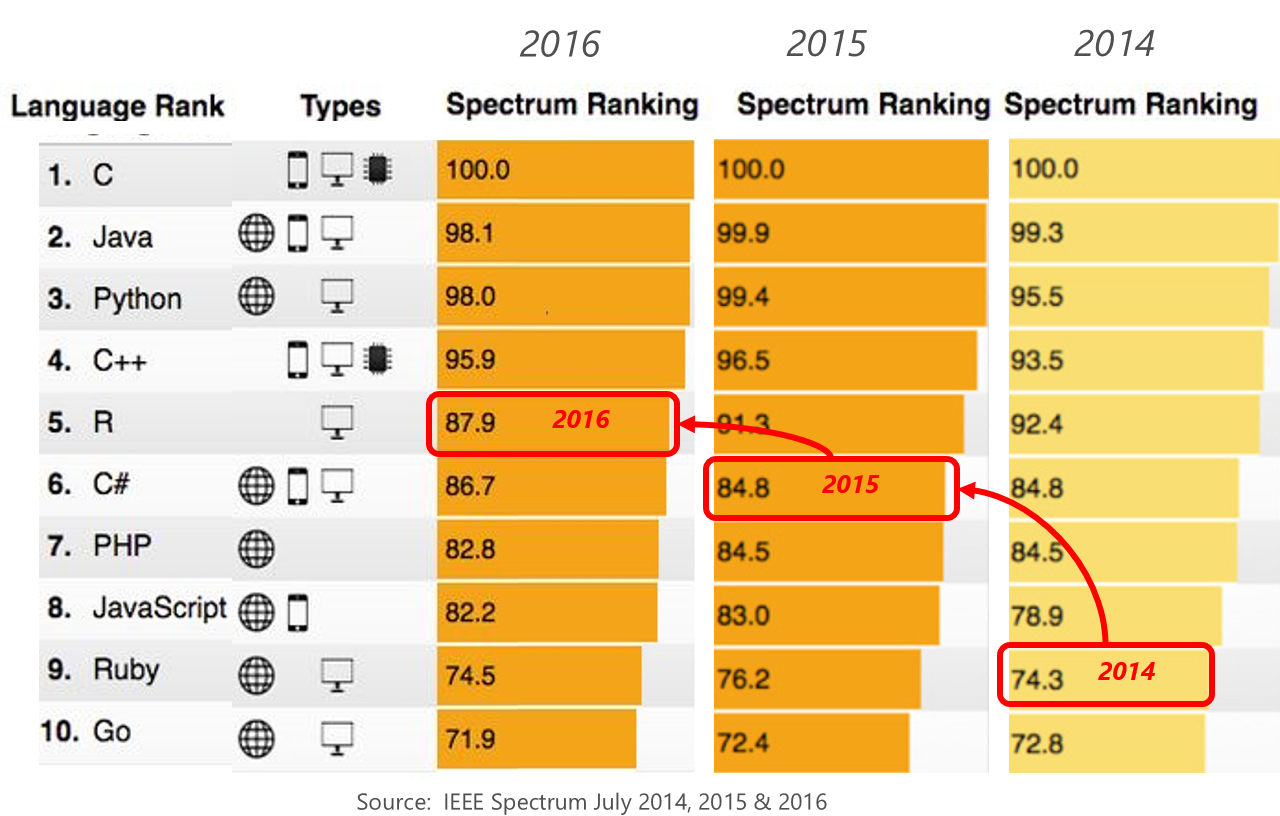 2016 2015 2014
Language Rank Types Spectrum Ranking Spectrum Ranking Spectrum Ranking
1. C 100.0 100.0 100.0
2. Java 98.1 99.9 99.3
3. Python 98.0 99.4 95.5
4. C++ 95.9 96.5 93.5
5. R 87.9 2016 91.3 92.4
6. C# 86.7 84.8 2015 84.8
7. PHP 82.8 84.5 84.5
8. JavaScript 82.2 83.0 78.9
9. Ruby 74.5 76.2 74.3 2014
10. Go 71.9 72.4 72.8
Source: IEEE Spectrum July 2014, 2015 & 2016